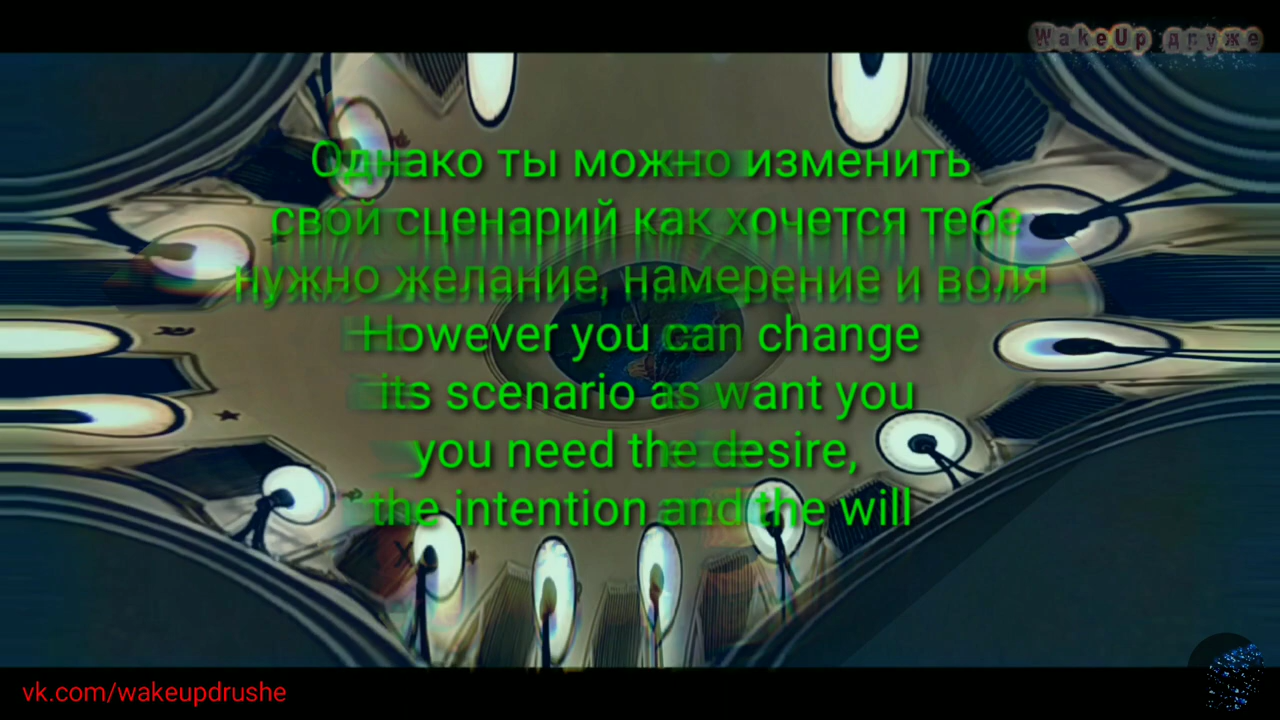 WakeUp друже
Однако ты можно изменить
свой сценарий как хочется тебе
нужно желание, намерение и воля
However you can change
its scenario as want you
you need the desire,
the intention and the will
vk.com/wakeupdrushe